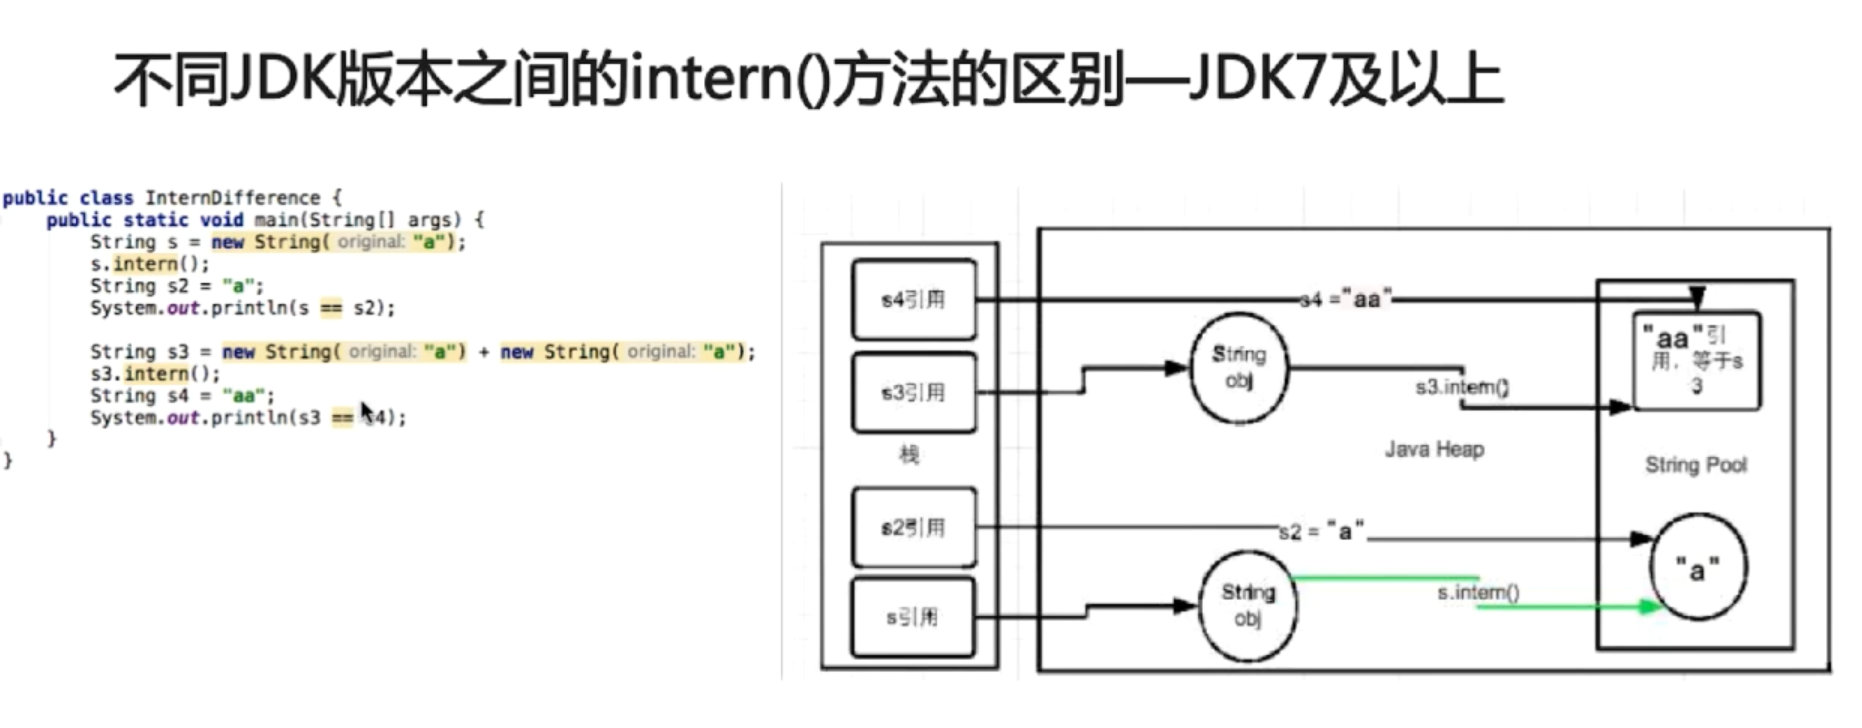 不同JDK版本之间的intern()方法的区别—JDK7及以上
public class InternDifference {
public static void main(String[] args) {
String s = new String( original: "a");
s.intern();
String s2 = "a";
System.out.println(s == s2);
String s3 = new String( original: "a") + new String( original: "a");
s3.intern();
String s4 = "aa";
System.out.println(s3 == s4);
}
}
s4引用
s3引用
栈
s2引用
s引用
s4 ="aa"
String
obj
s3.intern()
Java Heap
s2 = "a"
String
obj
s.intern()
"aa"引
用，等于s
3
String Pool
"a"